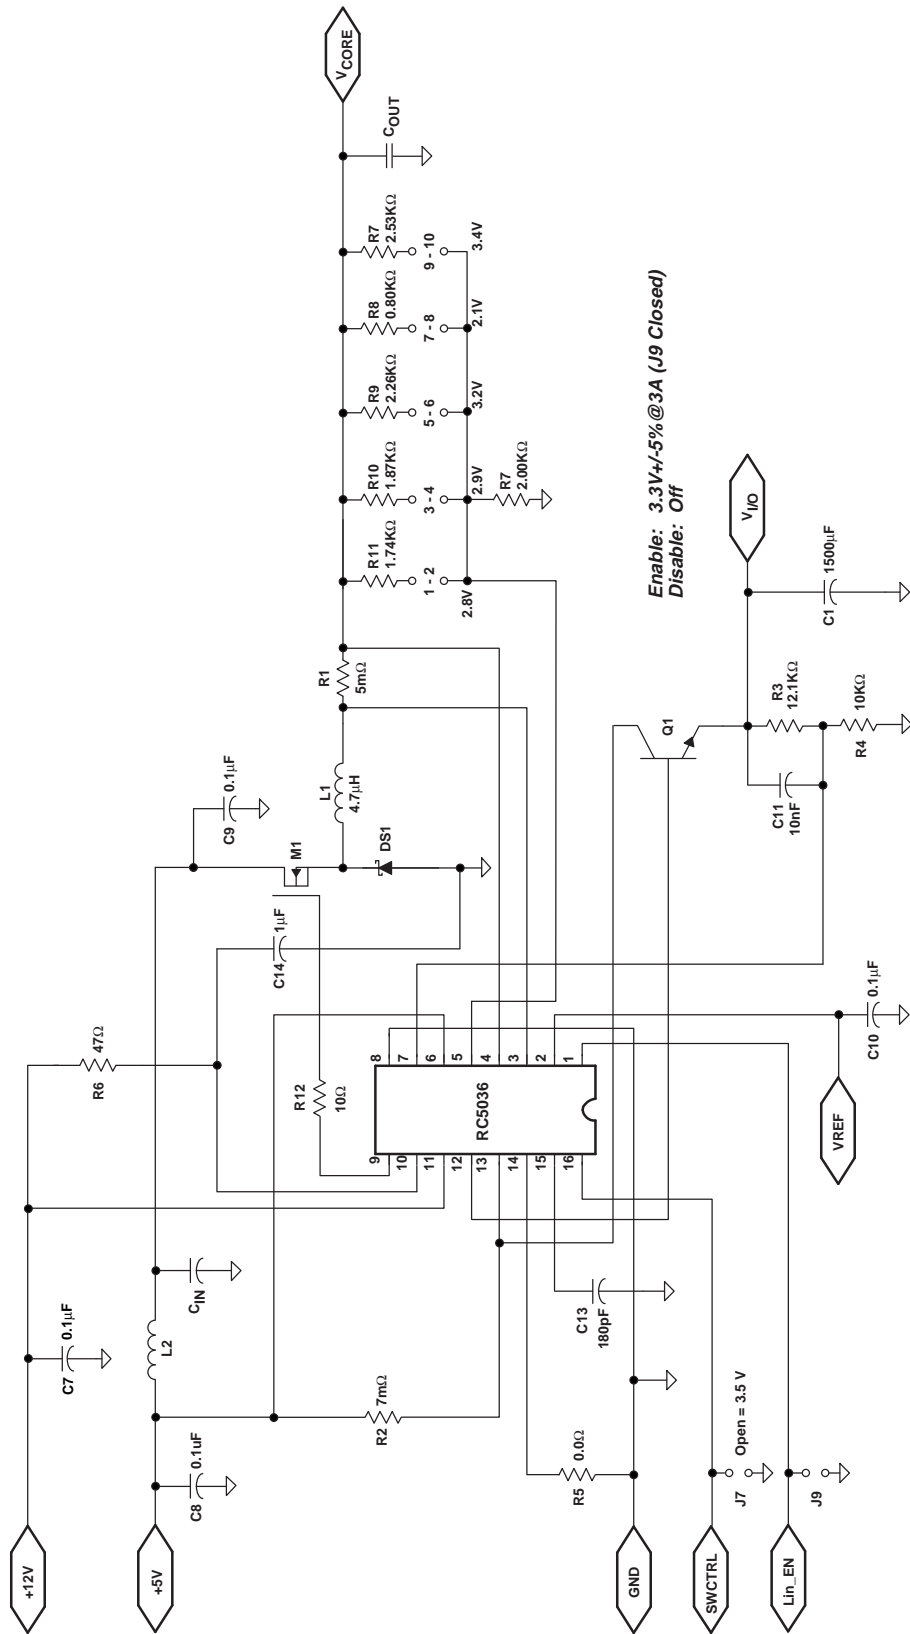 +12V
C7 0.1μF
R6 47Ω
+5V
C8 0.1uF
L2
CIN
C9 0.1μF
C14 1μF
M1
R12
10Ω
DS1
L1
4.7μH
R1
5mΩ
VCORE
COUT
R11
1.74KΩ
R10
1.87KΩ
R9
2.26KΩ
R8
0.80KΩ
R7
2.53KΩ
1 - 2
3 - 4
5 - 6
7 - 8
9 - 10
2.8V
2.9V
3.2V
2.1V
3.4V
R7
2.00KΩ
R2 7mΩ
9
10
11
12
13
14
15
16
RC5036
8
7
6
5
4
3
2
1
C13
180pF
R5 0.0Ω
GND
SWCTRL
J7 Open = 3.5 V
Lin_EN
J9
VREF
C10 0.1μF
Q1
C11
10nF
R3
12.1KΩ
10KΩ
R4
VI/O
C1 1500μF
Enable: 3.3V+/-5%@3A (J9 Closed)
Disable: Off